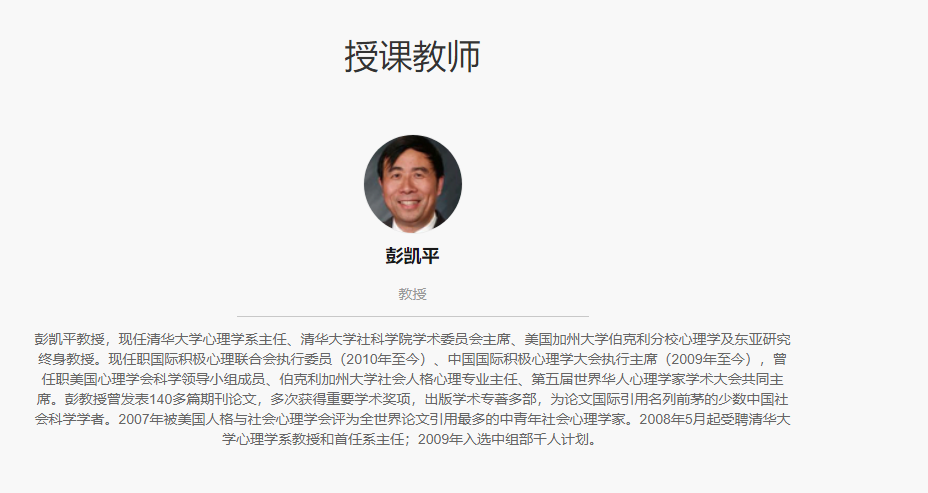 授课教师
彭凯平
教授
彭凯平教授，现任清华大学心理学系主任、清华大学社科学院学术委员会主席、美国加州大学伯克利分校心理学及东亚研究
终身教授。现任职国际积极心理联合会执行委员（2010年至今）、中国国际积极心理学大会执行主席（2009年至今），曾
任职美国心理学会科学领导小组成员、伯克利加州大学社会人格心理专业主任、第五届世界华人心理学家学术大会共同主
席。彭教授曾发表140多篇期刊论文，多次获得重要学术奖项，出版学术专著多部，为论文国际引用名列前茅的少数中国社
会科学学者。2007年被美国人格与社会心理学会评为全世界论文引用最多的中青年社会心理学家。2008年5月起受聘清华大
学心理学系教授和首任系主任；2009年入选中组部千人计划。